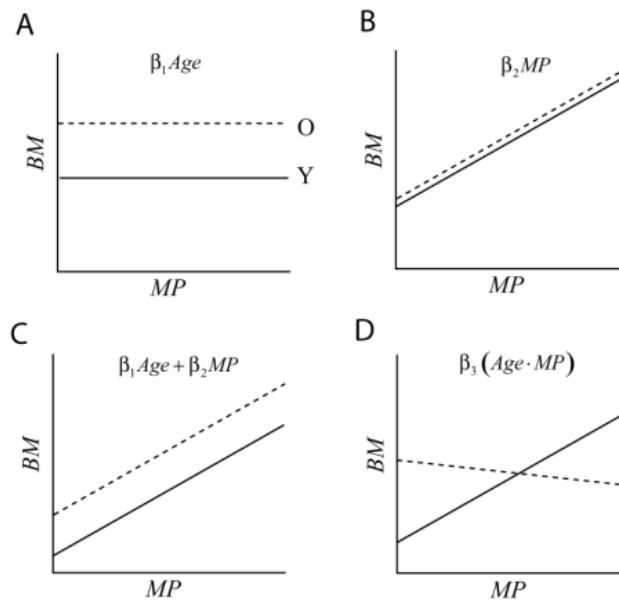 A
β₁Age
BM
O
Y
MP
B
β₂MP
BM
MP
C
β₁Age + β₂MP
BM
MP
D
β₃(Age · MP)
BM
MP